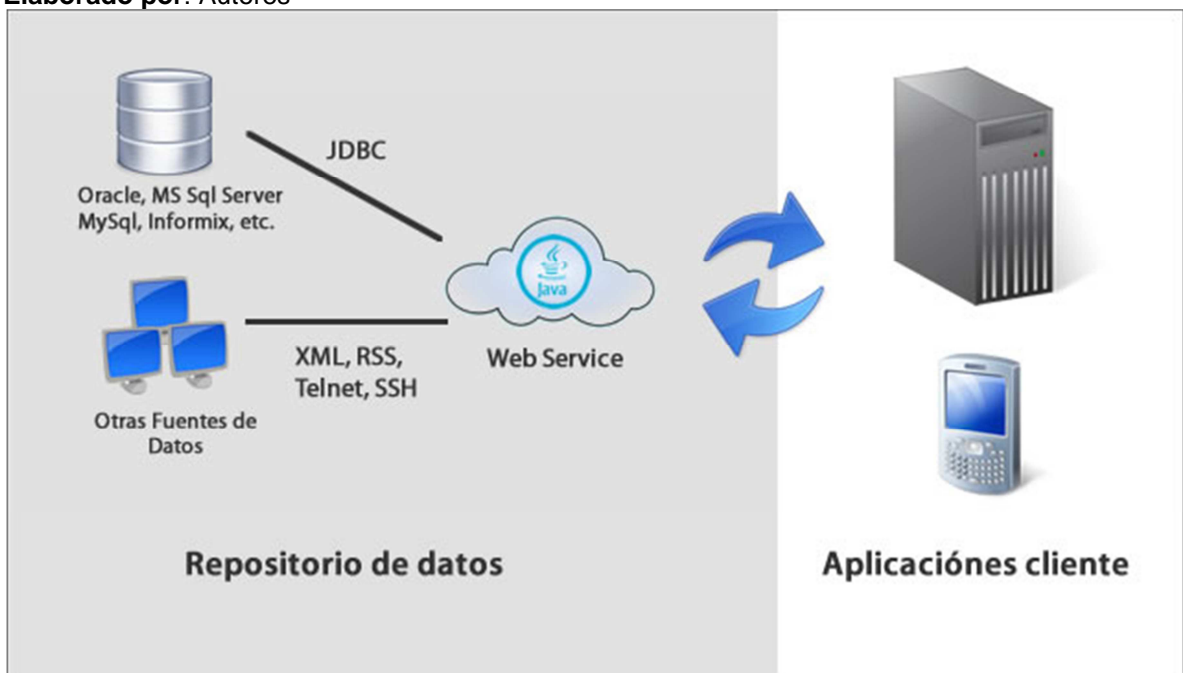 Elaborado por: Autores
JDBC
Oracle, MS Sql Server
MySql, Informix, etc.
Java
Web Service
XML, RSS,
Telnet, SSH
Otras Fuentes de
Datos
Repositorio de datos
Aplicaciónes cliente